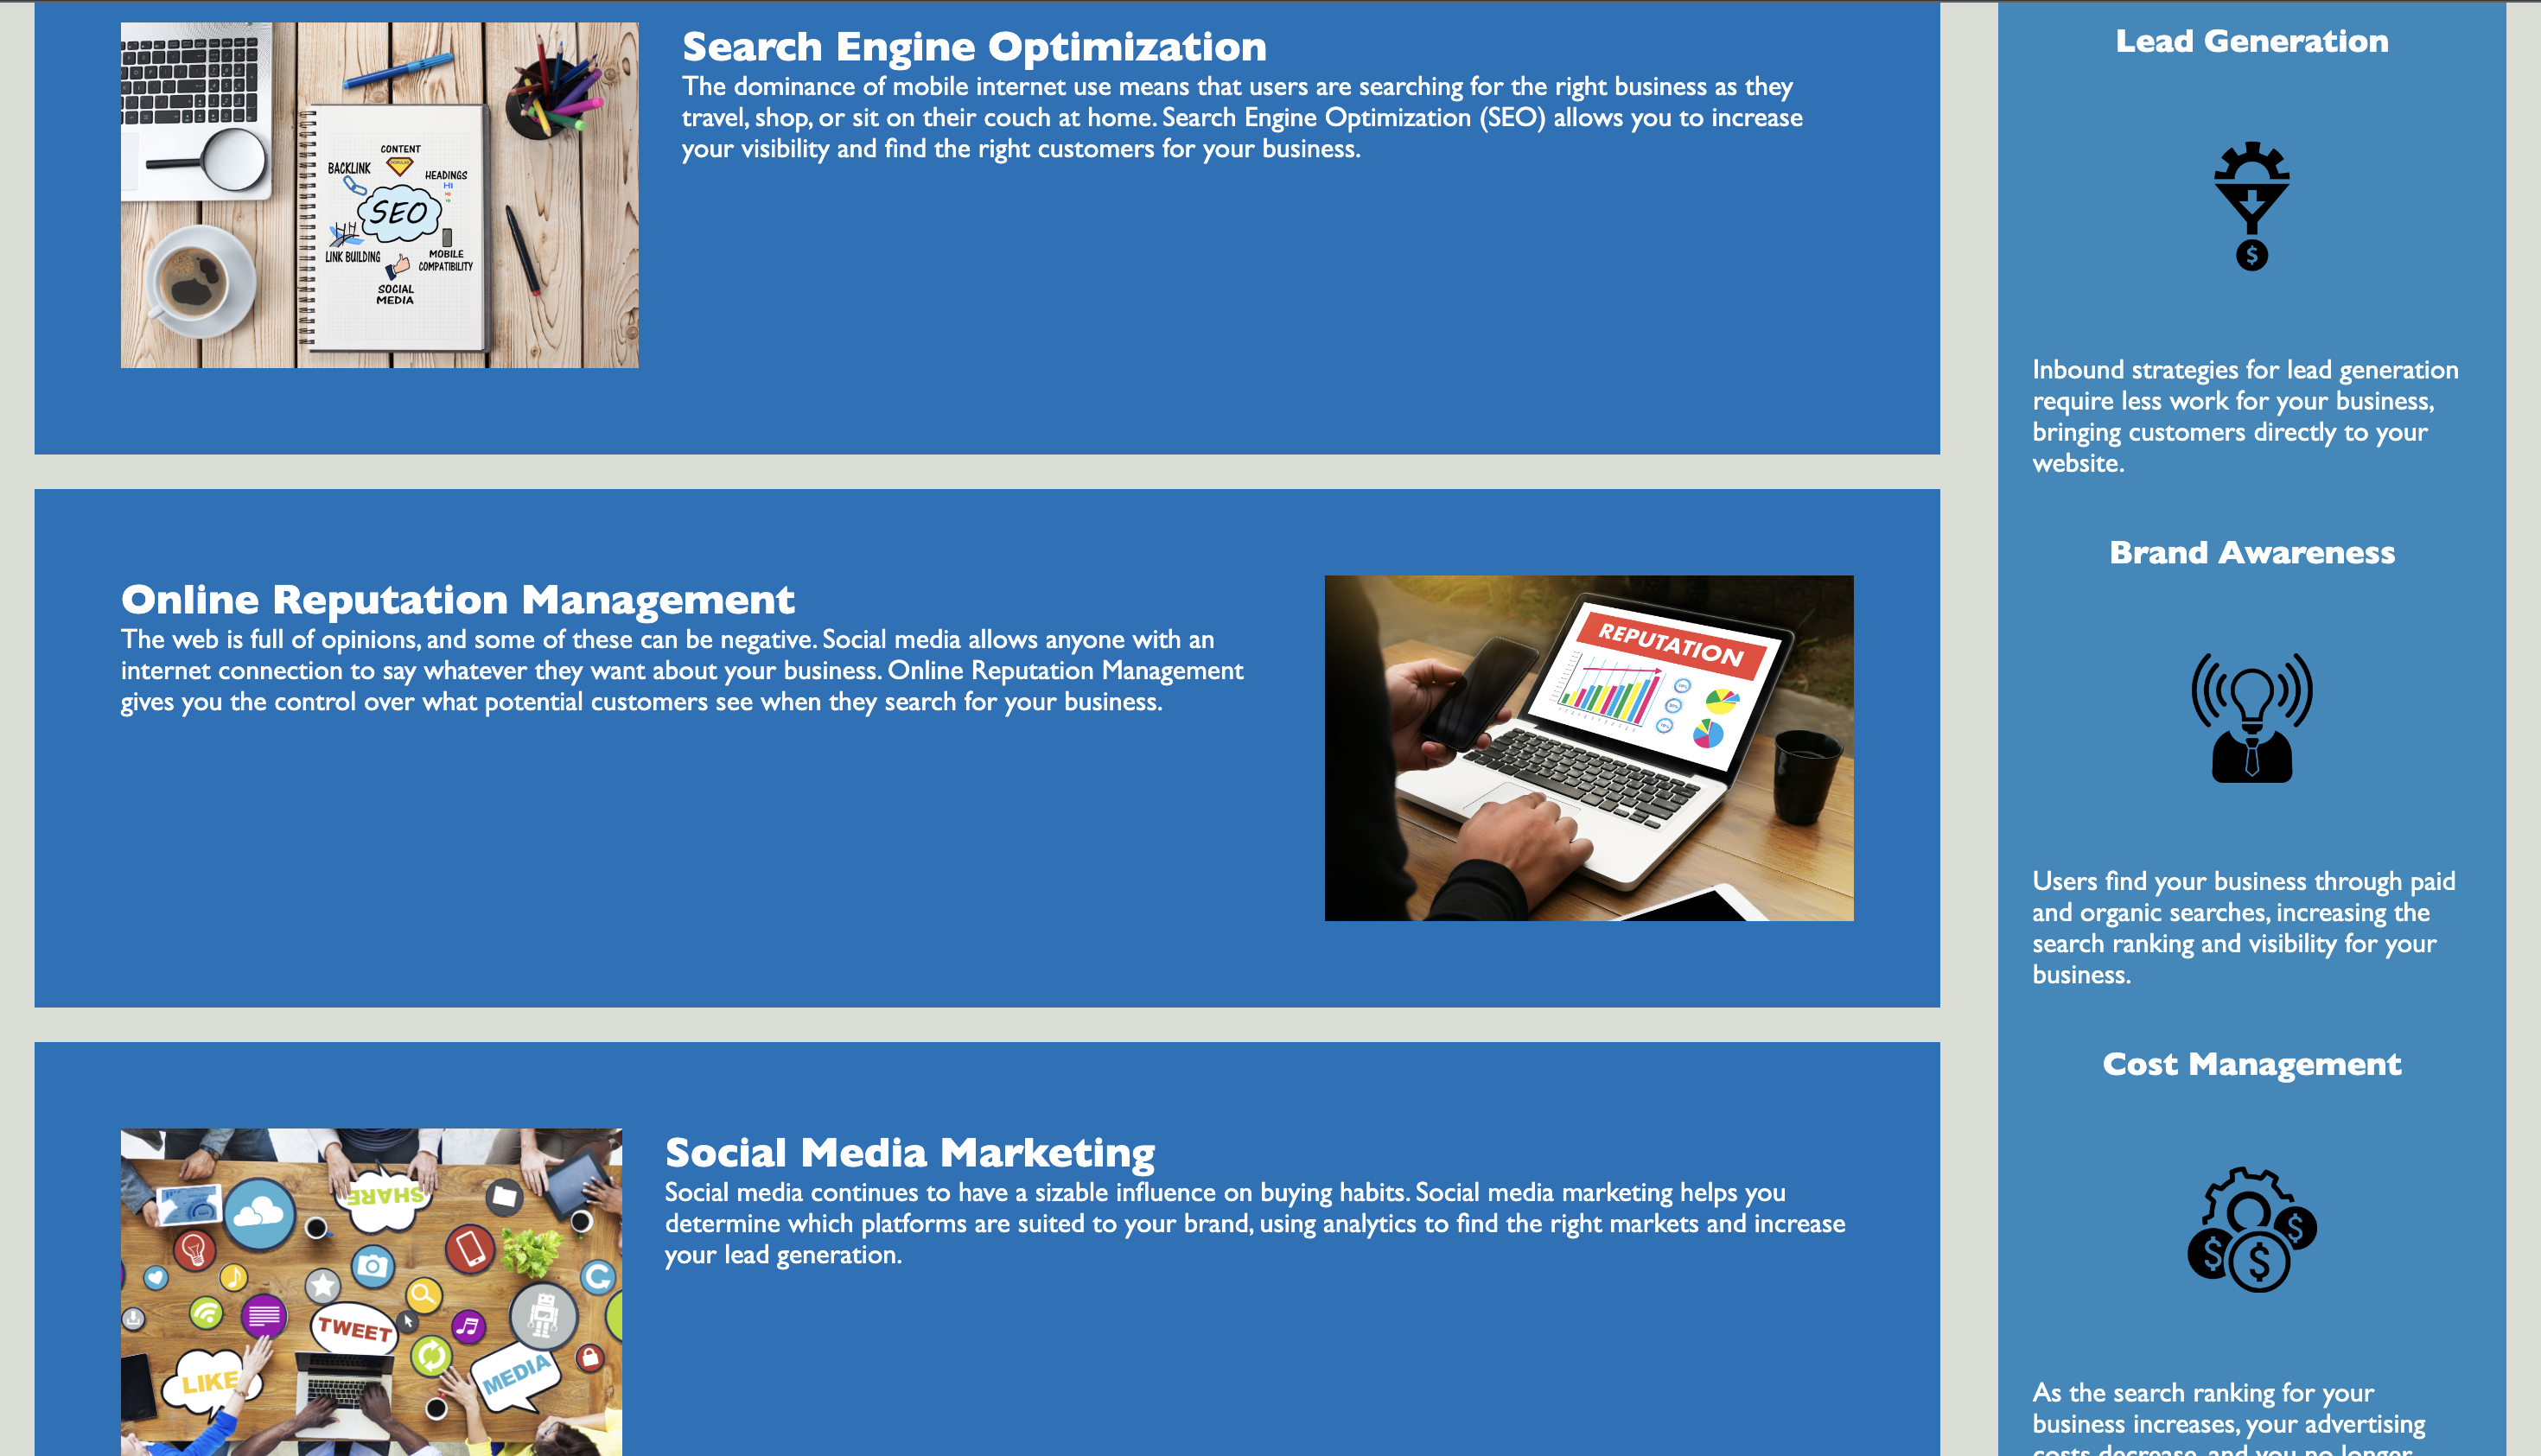 Search Engine Optimization
The dominance of mobile internet use means that users are searching for the right business as they
travel, shop, or sit on their couch at home. Search Engine Optimization (SEO) allows you to increase
your visibility and find the right customers for your business.
CONTENT
POPULAR
BACKLINK
HEADINGS
H1
H2
H3
SEO
LINK BUILDING
MOBILE
COMPATIBILITY
SOCIAL
MEDIA
Online Reputation Management
The web is full of opinions, and some of these can be negative. Social media allows anyone with an
internet connection to say whatever they want about your business. Online Reputation Management
gives you the control over what potential customers see when they search for your business.
REPUTATION
Social Media Marketing
Social media continues to have a sizable influence on buying habits. Social media marketing helps you
determine which platforms are suited to your brand, using analytics to find the right markets and increase
your lead generation.
SHARE
TWEET
LIKE
MEDIA
Lead Generation
$
Inbound strategies for lead generation
require less work for your business,
bringing customers directly to your
website.
Brand Awareness
Users find your business through paid
and organic searches, increasing the
search ranking and visibility for your
business.
Cost Management
$
$
$
As the search ranking for your
business increases, your advertising
costs decrease, and you no longer